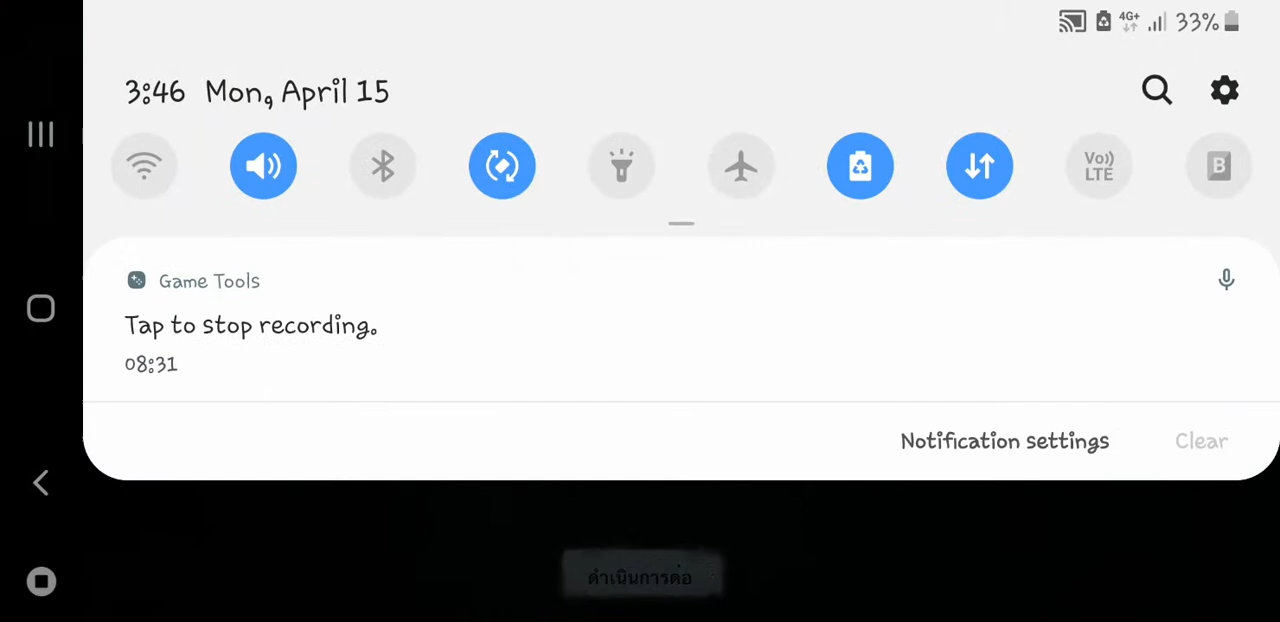 4G+ 33%
3:46 Mon, April 15
Vo)) LTE
B
Game Tools
Tap to stop recording.
08:31
Notification settings Clear
ดำเนินการต่อ